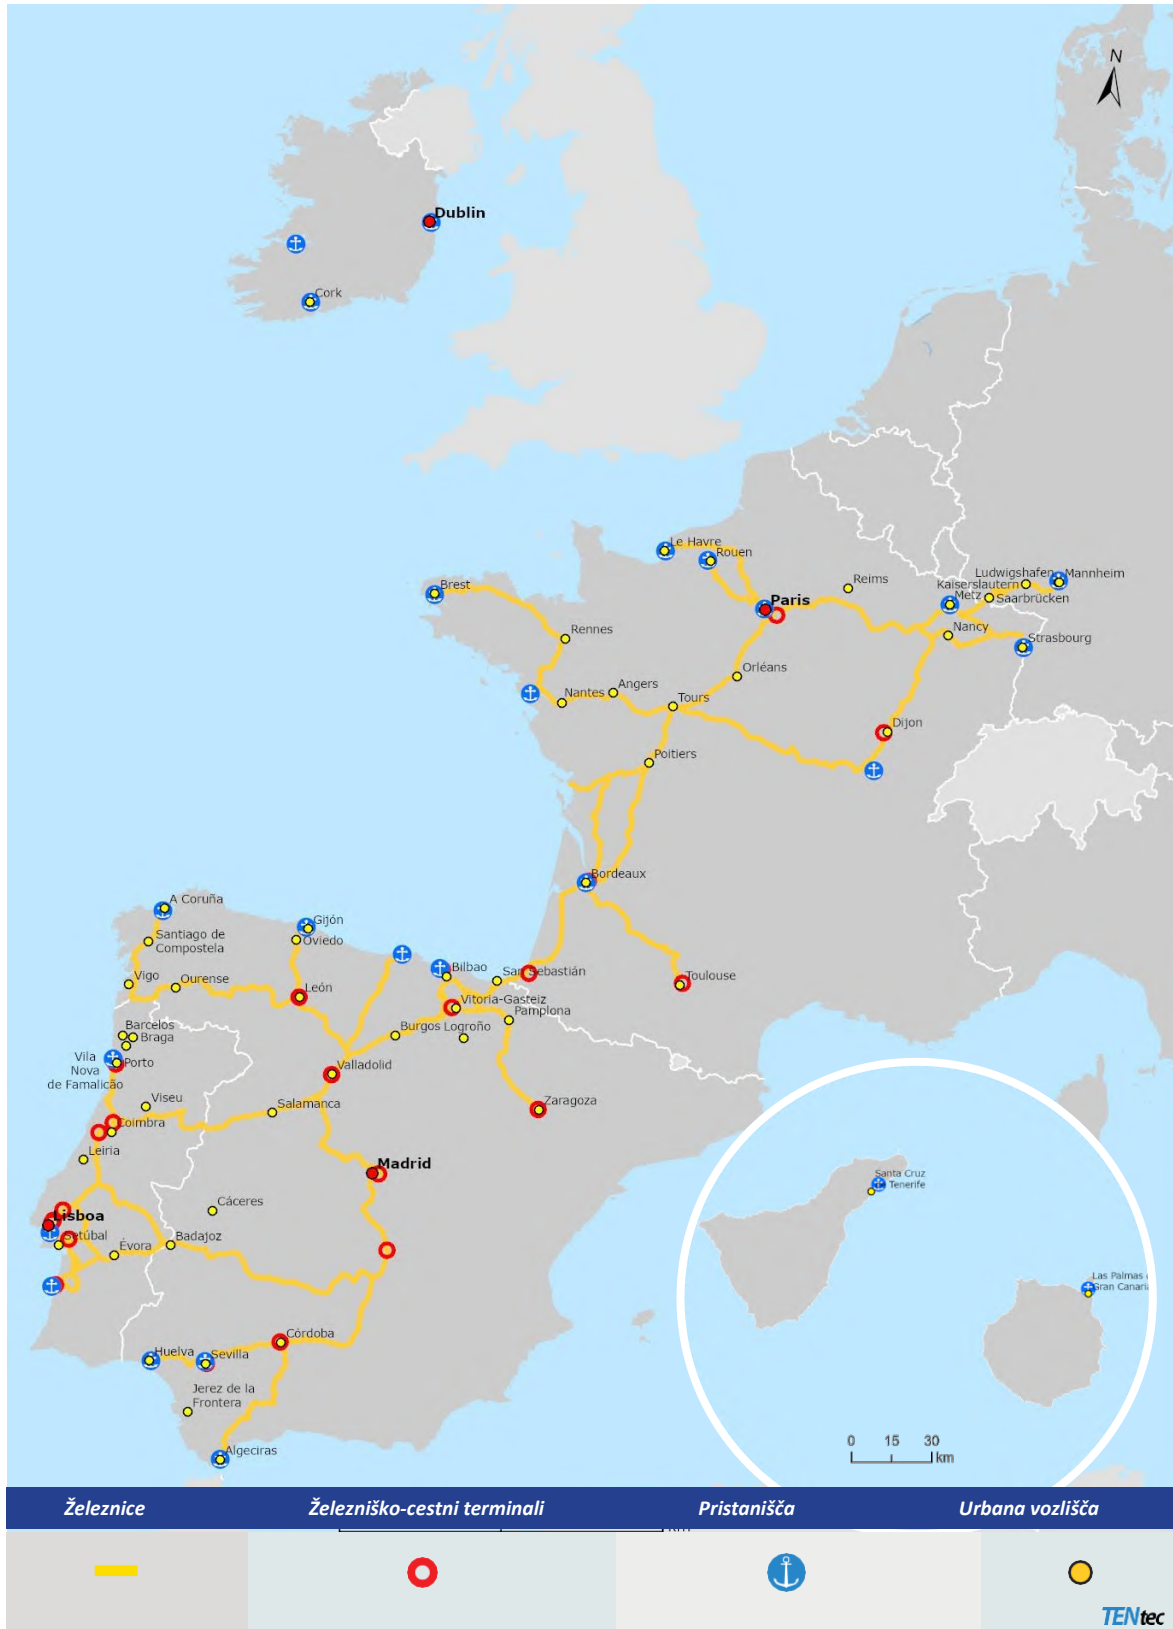 N
Dublin
Cork
Le Havre
Rouen
Brest
Reims
Ludwigshafen
Mannheim
Kaiserslautern
Metz
Saarbrücken
Paris
Nancy
Strasbourg
Rennes
Orléans
Nantes
Angers
Tours
Dijon
Poitiers
Bordeaux
A Coruña
Gijón
Santiago de
Compostela
Oviedo
Bilbao
San Sebastián
Toulouse
Vigo
Ourense
León
Vitoria-Gasteiz
Pamplona
Barcelos
Braga
Burgos
Logroño
Vila
Nova
de Famalicão
Porto
Valladolid
Viseu
Salamanca
Zaragoza
Coimbra
Leiria
Madrid
Santa Cruz
Tenerife
Cáceres
Lisboa
Setúbal
Évora
Badajoz
Las Palmas
Gran Canaria
Córdoba
Huelva
Sevilla
Jerez de la
Frontera
Algeciras
0 15 30
km
Železnice
Železniško-cestni terminali
Pristanišča
Urbana vozlišča
km
TENtec